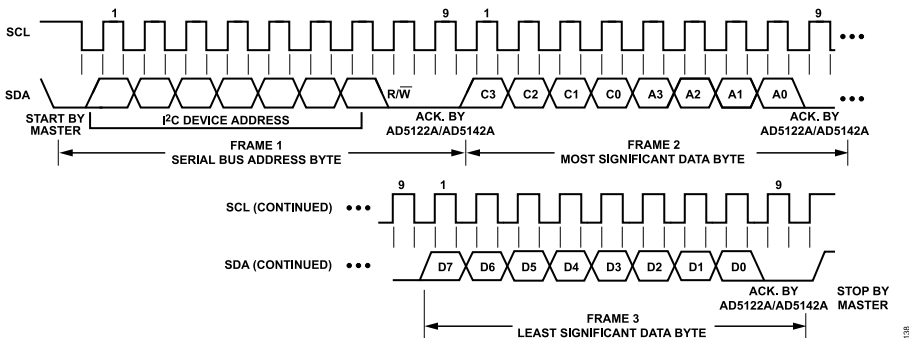 1 9 1 9
SCL
SDA R/W̅ C3 C2 C1 C0 A3 A2 A1 A0
START BY MASTER
I²C DEVICE ADDRESS
ACK. BY AD5122A/AD5142A
ACK. BY AD5122A/AD5142A
FRAME 1
SERIAL BUS ADDRESS BYTE
FRAME 2
MOST SIGNIFICANT DATA BYTE
9 1 9
SCL (CONTINUED)
SDA (CONTINUED) D7 D6 D5 D4 D3 D2 D1 D0
ACK. BY AD5122A/AD5142A
STOP BY MASTER
FRAME 3
LEAST SIGNIFICANT DATA BYTE
138